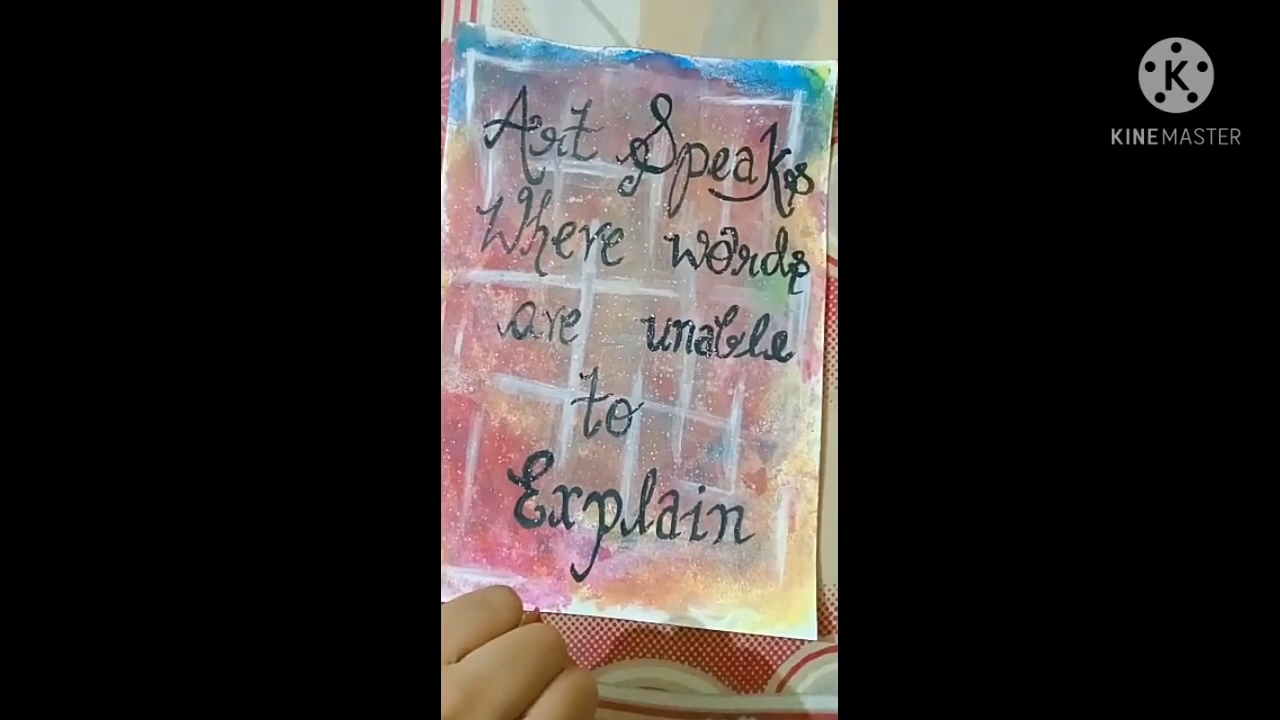 Art Speaks
Where words
are unable
to
Explain
KINEMASTER